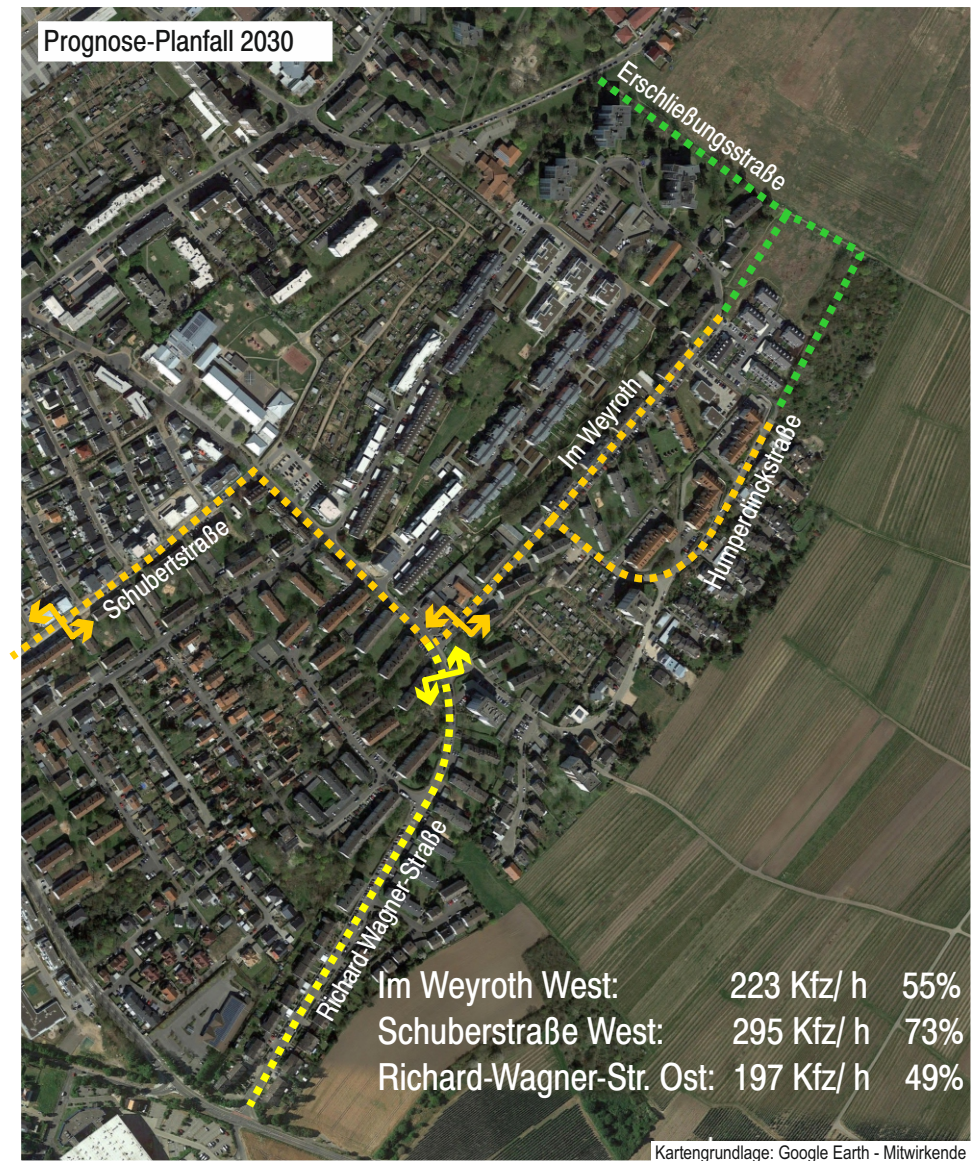 Prognose-Planfall 2030
Erschließungsstraße
Im Weyroth
Humperdinckstraße
Schubertstraße
Richard-Wagner-Straße
Im Weyroth West: 223 Kfz/ h 55%
Schuberstraße West: 295 Kfz/ h 73%
Richard-Wagner-Str. Ost: 197 Kfz/ h 49%
Kartengrundlage: Google Earth - Mitwirkende